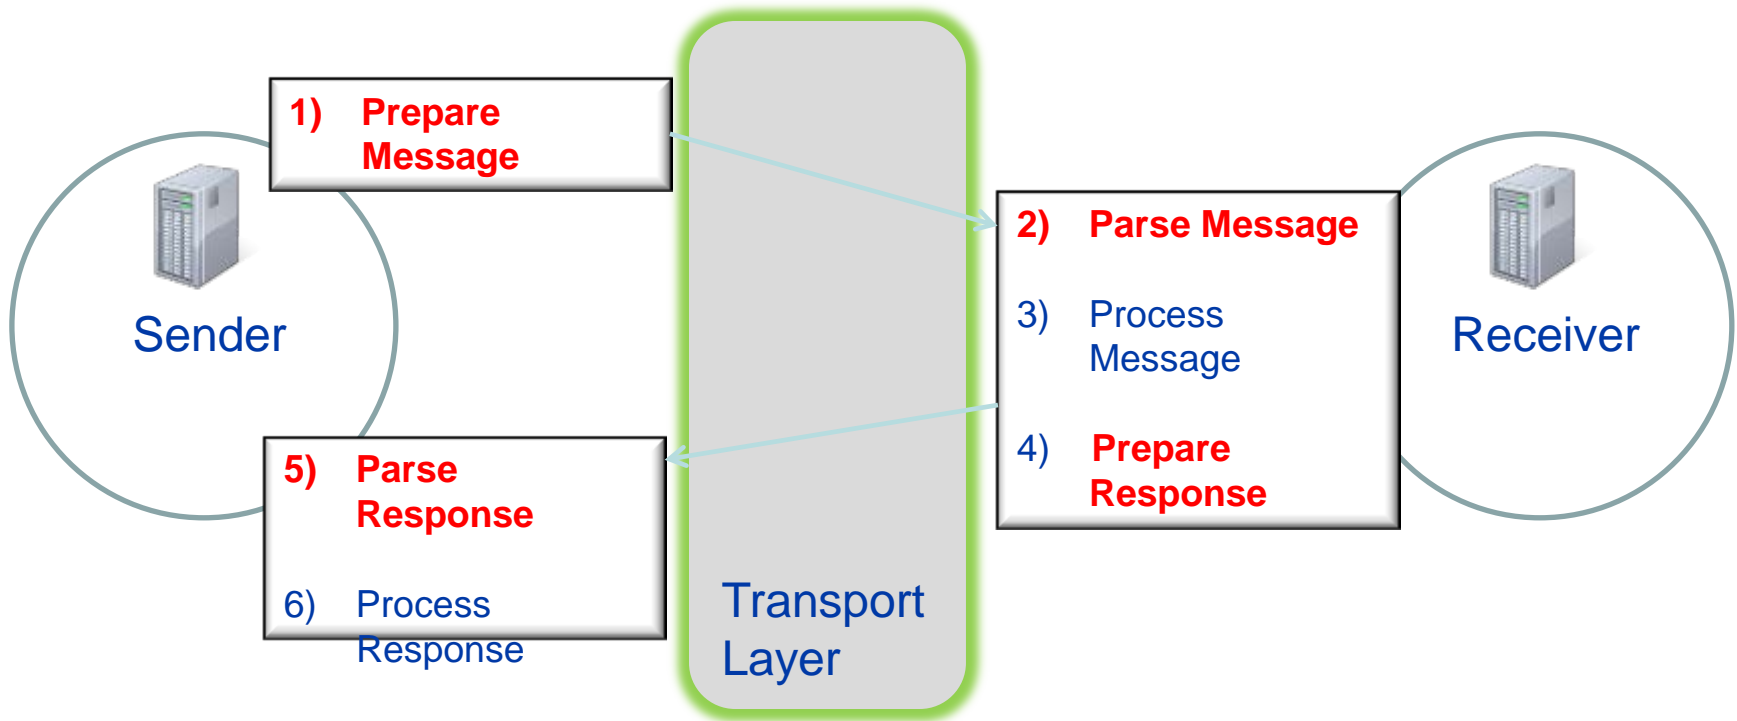 1) Prepare
Message
Sender
5) Parse
Response
6) Process
Response
Transport
Layer
2) Parse Message
3) Process
Message
4) Prepare
Response
Receiver